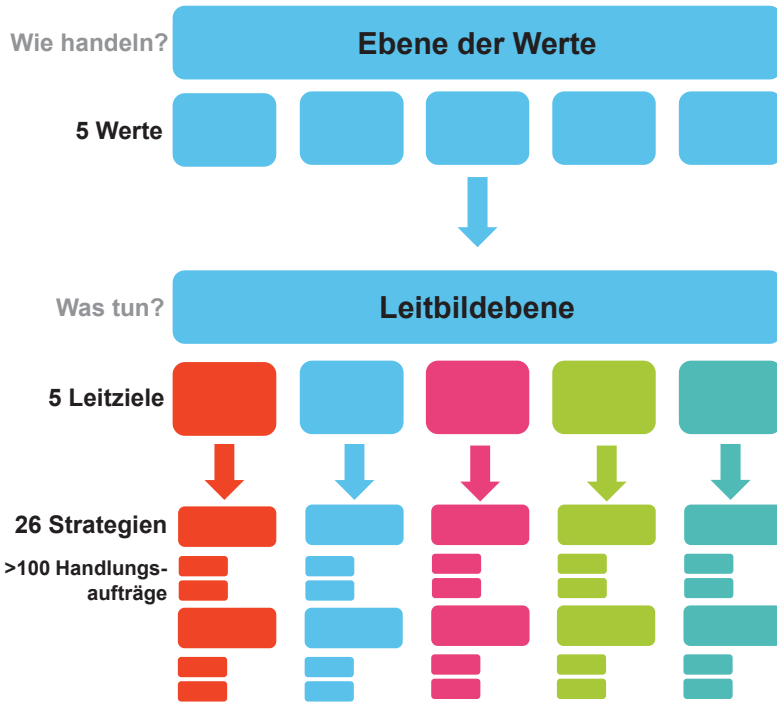 Wie handeln?
Ebene der Werte
5 Werte
Was tun?
Leitbildebene
5 Leitziele
26 Strategien
>100 Handlungs-
aufträge